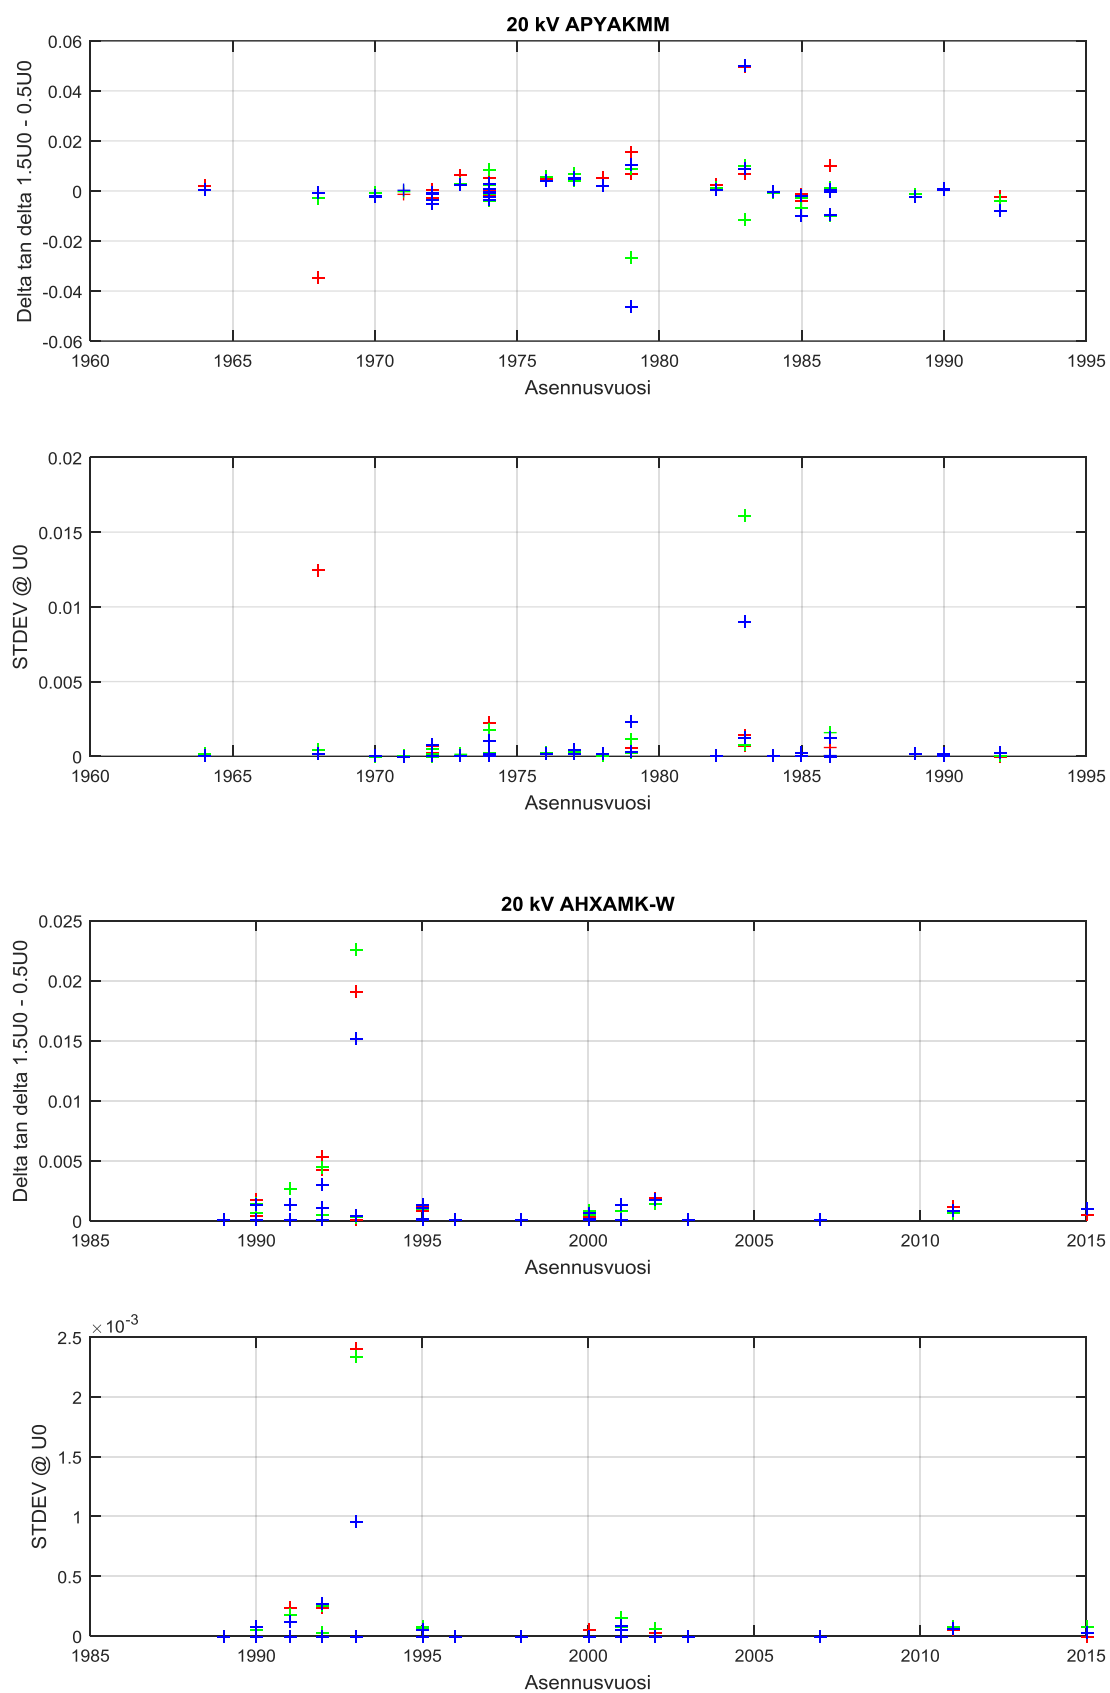 20 kV APYAKMM
Delta tan delta 1.5U0 - 0.5U0
0.06
0.04
0.02
0
-0.02
-0.04
-0.06
1960 1965 1970 1975 1980 1985 1990 1995
Asennusvuosi
STDEV @ U0
0.02
0.015
0.01
0.005
0
1960 1965 1970 1975 1980 1985 1990 1995
Asennusvuosi
20 kV AHXAMK-W
Delta tan delta 1.5U0 - 0.5U0
0.025
0.02
0.015
0.01
0.005
0
1985 1990 1995 2000 2005 2010 2015
Asennusvuosi
×10-3
STDEV @ U0
2.5
2
1.5
1
0.5
0
1985 1990 1995 2000 2005 2010 2015
Asennusvuosi